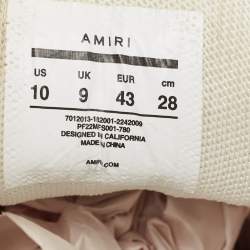 AMIRI
US UK EUR cm
10 9 43 28
7012013-112001-2242009
PF22MFS001-780
DESIGNED IN CALIFORNIA
MADE IN CHINA
AMIRI.COM